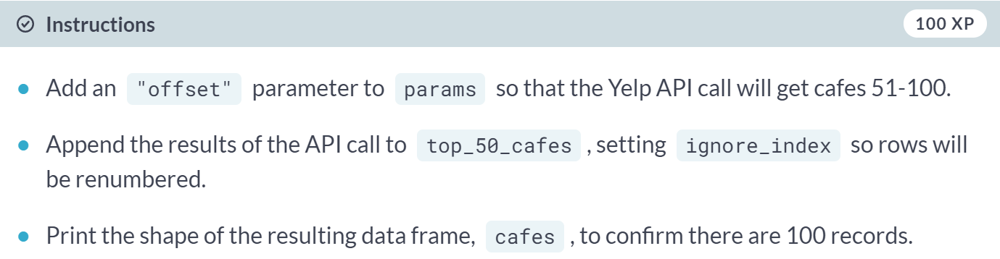 Instructions 100 XP
Add an "offset" parameter to params so that the Yelp API call will get cafes 51-100.
Append the results of the API call to top_50_cafes , setting ignore_index so rows will
be renumbered.
Print the shape of the resulting data frame, cafes , to confirm there are 100 records.